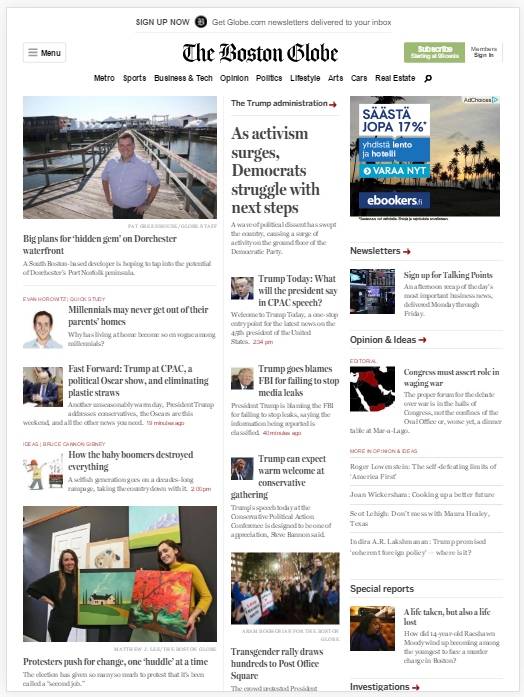 SIGN UP NOW B Get Globe.com newsletters delivered to your inbox
Menu
The Boston Globe
Subscribe
Starting at 99 cents
Members
Sign In
Metro Sports Business & Tech Opinion Politics Lifestyle Arts Cars Real Estate
PAT GREENHOUSE/GLOBE STAFF
Big plans for ‘hidden gem’ on Dorchester
waterfront
A South Boston-based developer is hoping to tap into the potential
of Dorchester’s Port Norfolk peninsula.
EVAN HOROWITZ | QUICK STUDY
Millennials may never get out of their
parents’ homes
Why has living at home become so en vogue among
millennials?
Fast Forward: Trump at CPAC, a
political Oscar show, and eliminating
plastic straws
Another unseasonably warm day, President Trump
addresses conservatives, the Oscars are this
weekend, and all the other news you need. 19 minutes ago
IDEAS | BRUCE CANNON GIBNEY
How the baby boomers destroyed
everything
A selfish generation goes on a decades-long
rampage, taking the country down with it. 2:00 pm
MATTHEW J. LEE/THE BOSTON GLOBE
Protesters push for change, one ‘huddle’ at a time
The election has given so many so much to protest that it’s been
called a “second job.”
The Trump administration
As activism
surges,
Democrats
struggle with
next steps
A wave of political dissent has swept
the country, causing a surge of
activity on the ground floor of the
Democratic Party.
Trump Today: What
will the president say
in CPAC speech?
Welcome to Trump Today, a one-stop
entry point for the latest news on the
45th president of the United
States. 2:34 pm
Trump goes blames
FBI for failing to stop
media leaks
President Trump is blaming the FBI
for failing to stop leaks, saying the
information being reported is
classified. 40 minutes ago
Trump can expect
warm welcome at
conservative
gathering
Trump’s speech today at the
Conservative Political Action
Conference is designed to be one of
appreciation, Steve Bannon said.
ARAM BOGHOSIAN FOR THE BOSTON
GLOBE
Transgender rally draws
hundreds to Post Office
Square
The crowd protested President
AdChoices
SÄÄSTÄ
JOPA 17%*
yhdistä lento
ja hotelli
VARAA NYT
ebookers.fi
Newsletters
Sign up for Talking Points
An afternoon recap of the day’s
most important business news,
delivered Monday through
Friday.
Opinion & Ideas
EDITORIAL
Congress must assert role in
waging war
The proper forum for the debate
over war is in the halls of
Congress, not the confines of the
Oval Office or, worse yet, a dinner
table at Mar-a-Lago.
MORE IN OPINION & IDEAS
Roger Lowenstein: The self-defeating limits of
‘America First’
Joan Wickersham: Cooking up a better future
Scot Lehigh: Don’t mess with Maura Healey,
Texas
Indira A.R. Lakshmanan: Trump promised
‘coherent foreign policy’ — where is it?
Special reports
A life taken, but also a life
lost
How did 14-year-old Raeshawn
Moody wind up becoming among
the youngest to face a murder
charge in Boston?
Investigations